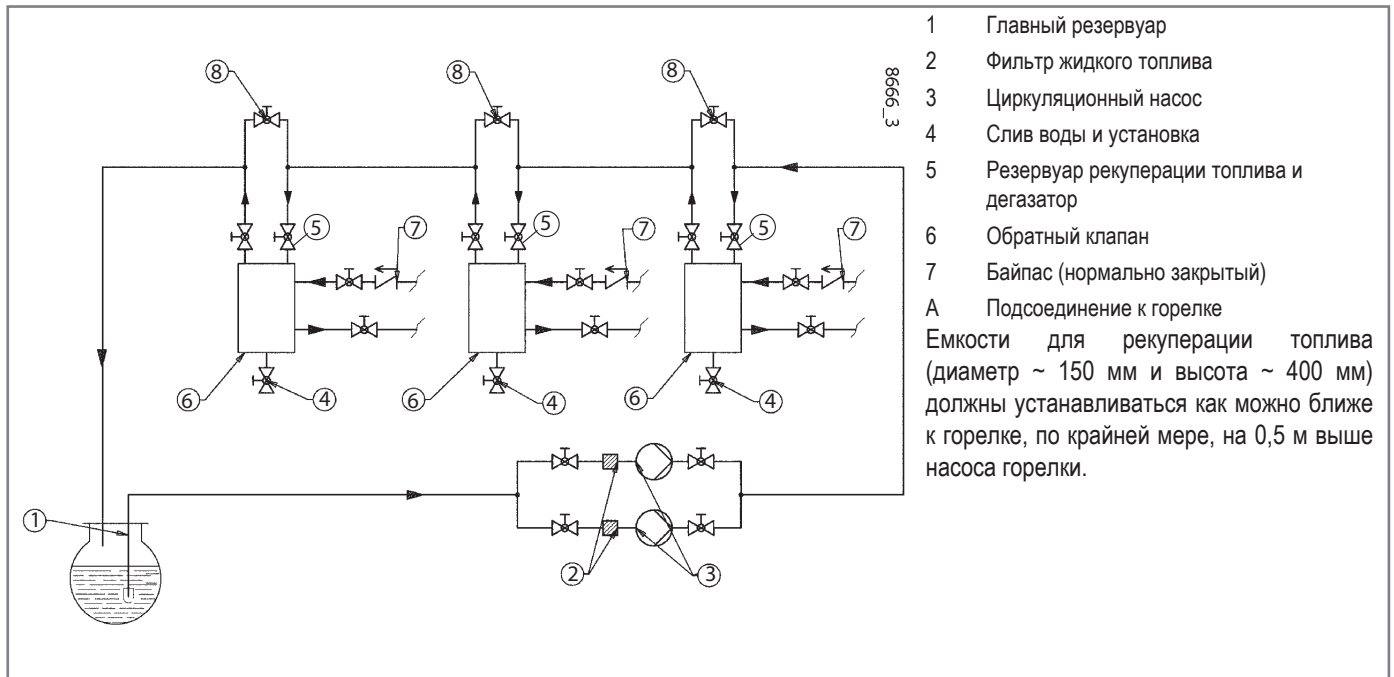 8
8
8
8666_3
5
7
5
7
5
7
6
4
6
4
6
4
1
2
3
1 Главный резервуар
2 Фильтр жидкого топлива
3 Циркуляционный насос
4 Слив воды и установка
5 Резервуар рекуперации топлива и
дегазатор
6 Обратный клапан
7 Байпас (нормально закрытый)
A Подсоединение к горелке
Емкости для рекуперации топлива
(диаметр ~ 150 мм и высота ~ 400 мм)
должны устанавливаться как можно ближе
к горелке, по крайней мере, на 0,5 м выше
насоса горелки.